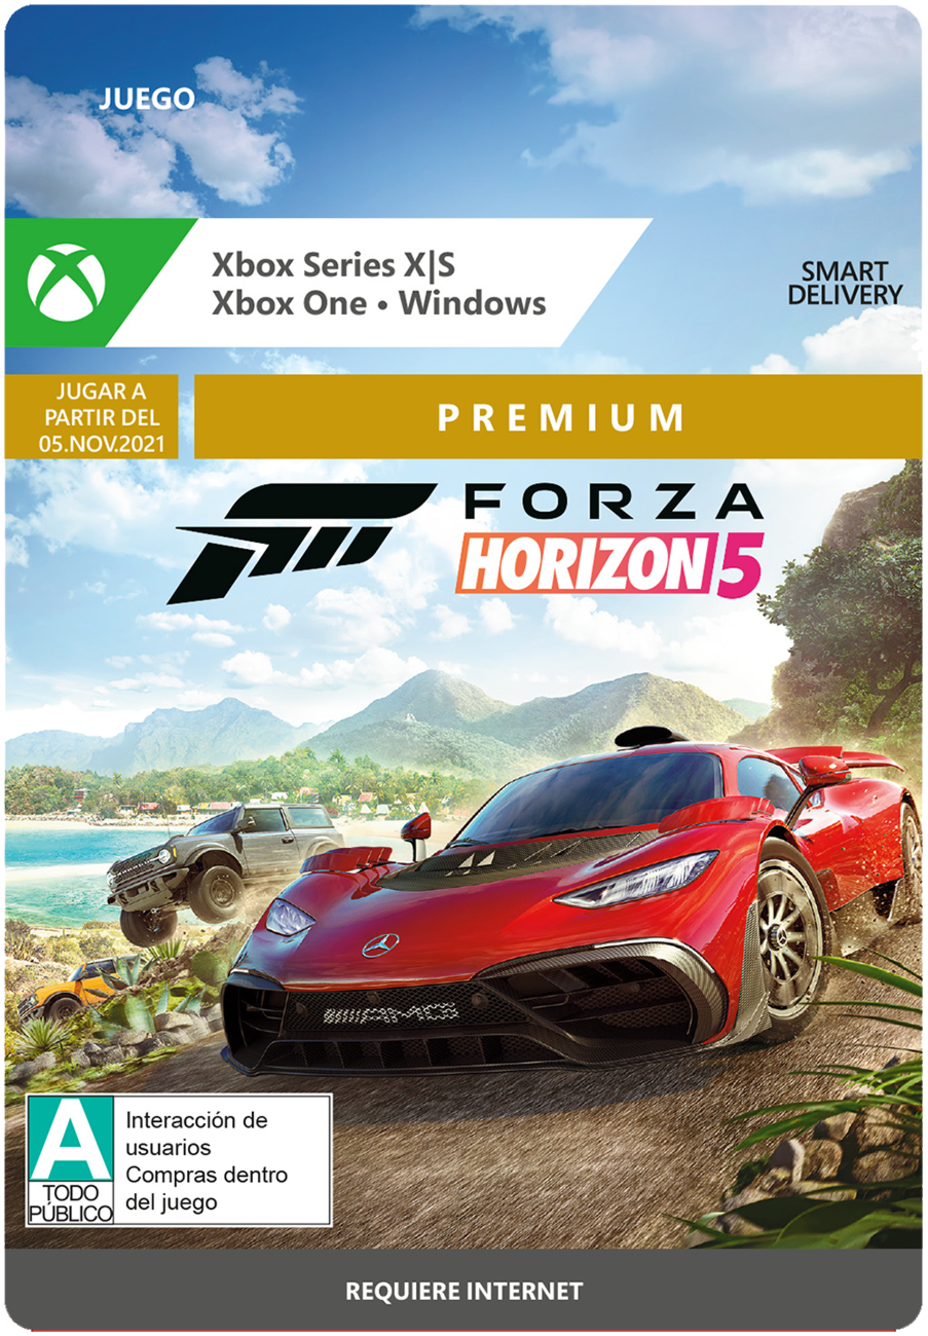 JUEGO
Xbox Series X|S
Xbox One • Windows
SMART
DELIVERY
JUGAR A
PARTIR DEL
05.NOV.2021
PREMIUM
FORZA
HORIZON 5
AMG
A
TODO
PÚBLICO
Interacción de
usuarios
Compras dentro
del juego
REQUIERE INTERNET